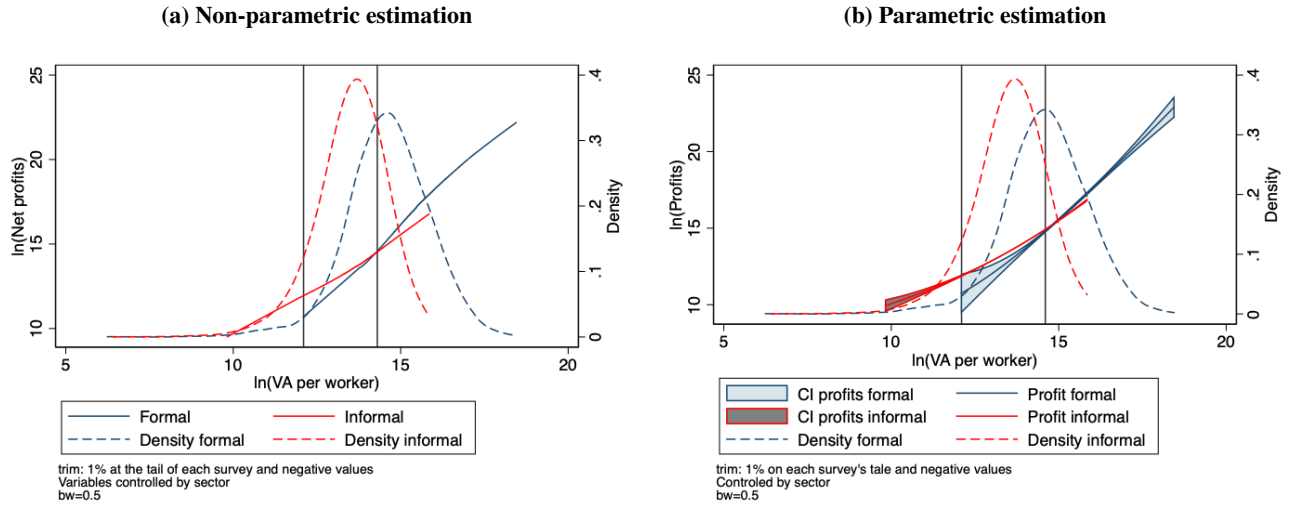 (a) Non-parametric estimation
25
20
15
10
ln(Net profits)
.4
.3
.2
.1
0
Density
5 10 15 20
ln(VA per worker)
Formal Informal
Density formal Density informal
trim: 1% at the tail of each survey and negative values
Variables controlled by sector
bw=0.5
(b) Parametric estimation
25
20
15
10
ln(Profits)
.4
.3
.2
.1
0
Density
5 10 15 20
ln(VA per worker)
CI profits formal Profit formal
CI profits informal Profit informal
Density formal Density informal
trim: 1% on each survey's tale and negative values
Controled by sector
bw=0.5